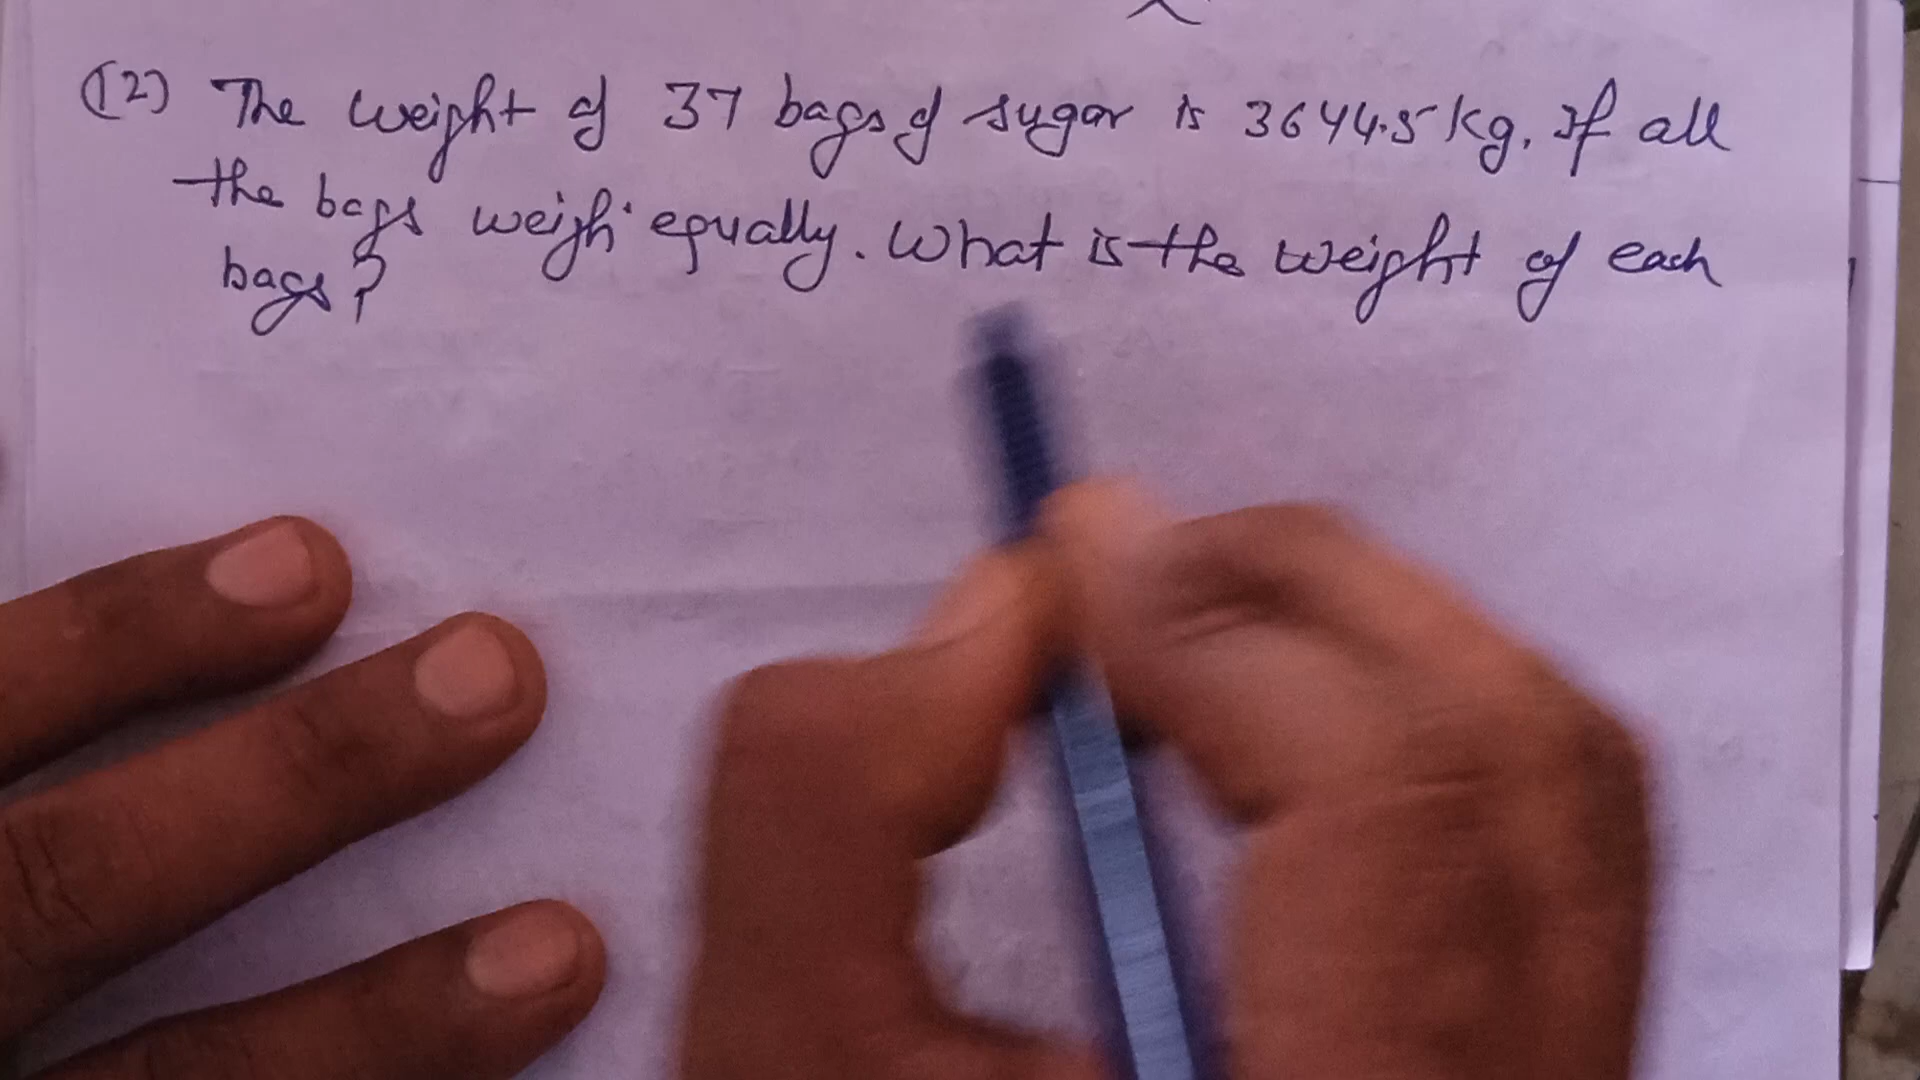 (12) The weight of 37 bags of sugar is 3644.5 kg. If all
the bags weigh equally. What is the weight of each
bags?